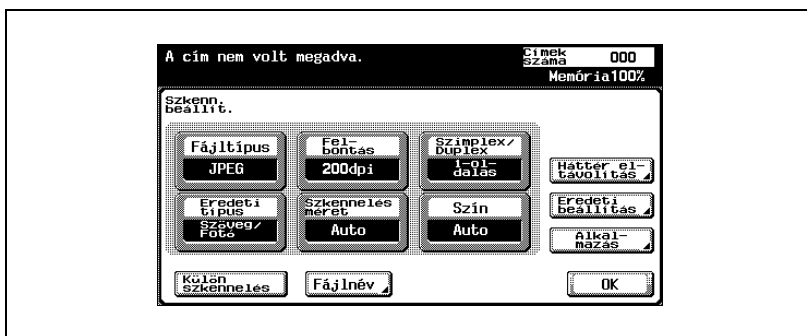 A cím nem volt megadva.
Címek
száma
000
Memória100%
Szkenn.
beállít.
Fájltípus
JPEG
Fel-
bontás
200dpi
Szimplex/
Duplex
1-ol-
dalas
Háttér el-
távolítás
Eredeti
típus
Szöveg/
Fotó
Szkennelés
méret
Auto
Szín
Auto
Eredeti
beállítás
Alkal-
mazás
Külön
szkennelés
Fájlnév
OK